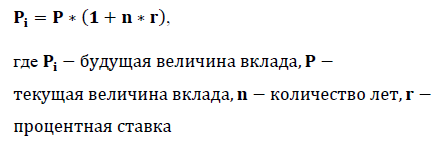 Pᵢ = P ∗ (1 + n ∗ r),
где Pᵢ − будущая величина вклада, P −
текущая величина вклада, n − количество лет, r −
процентная ставка